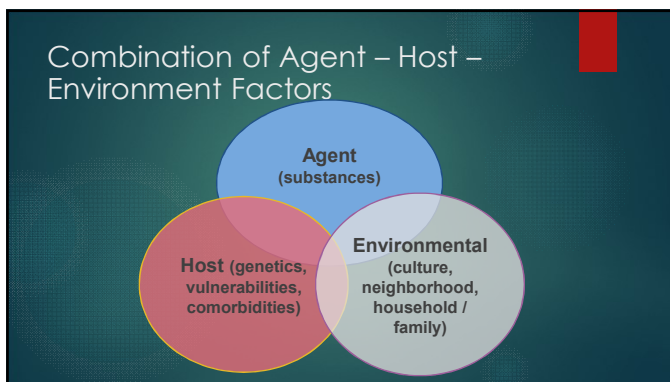 Combination of Agent – Host –
Environment Factors
Agent
(substances)
Host (genetics,
vulnerabilities,
comorbidities)
Environmental
(culture,
neighborhood,
household /
family)